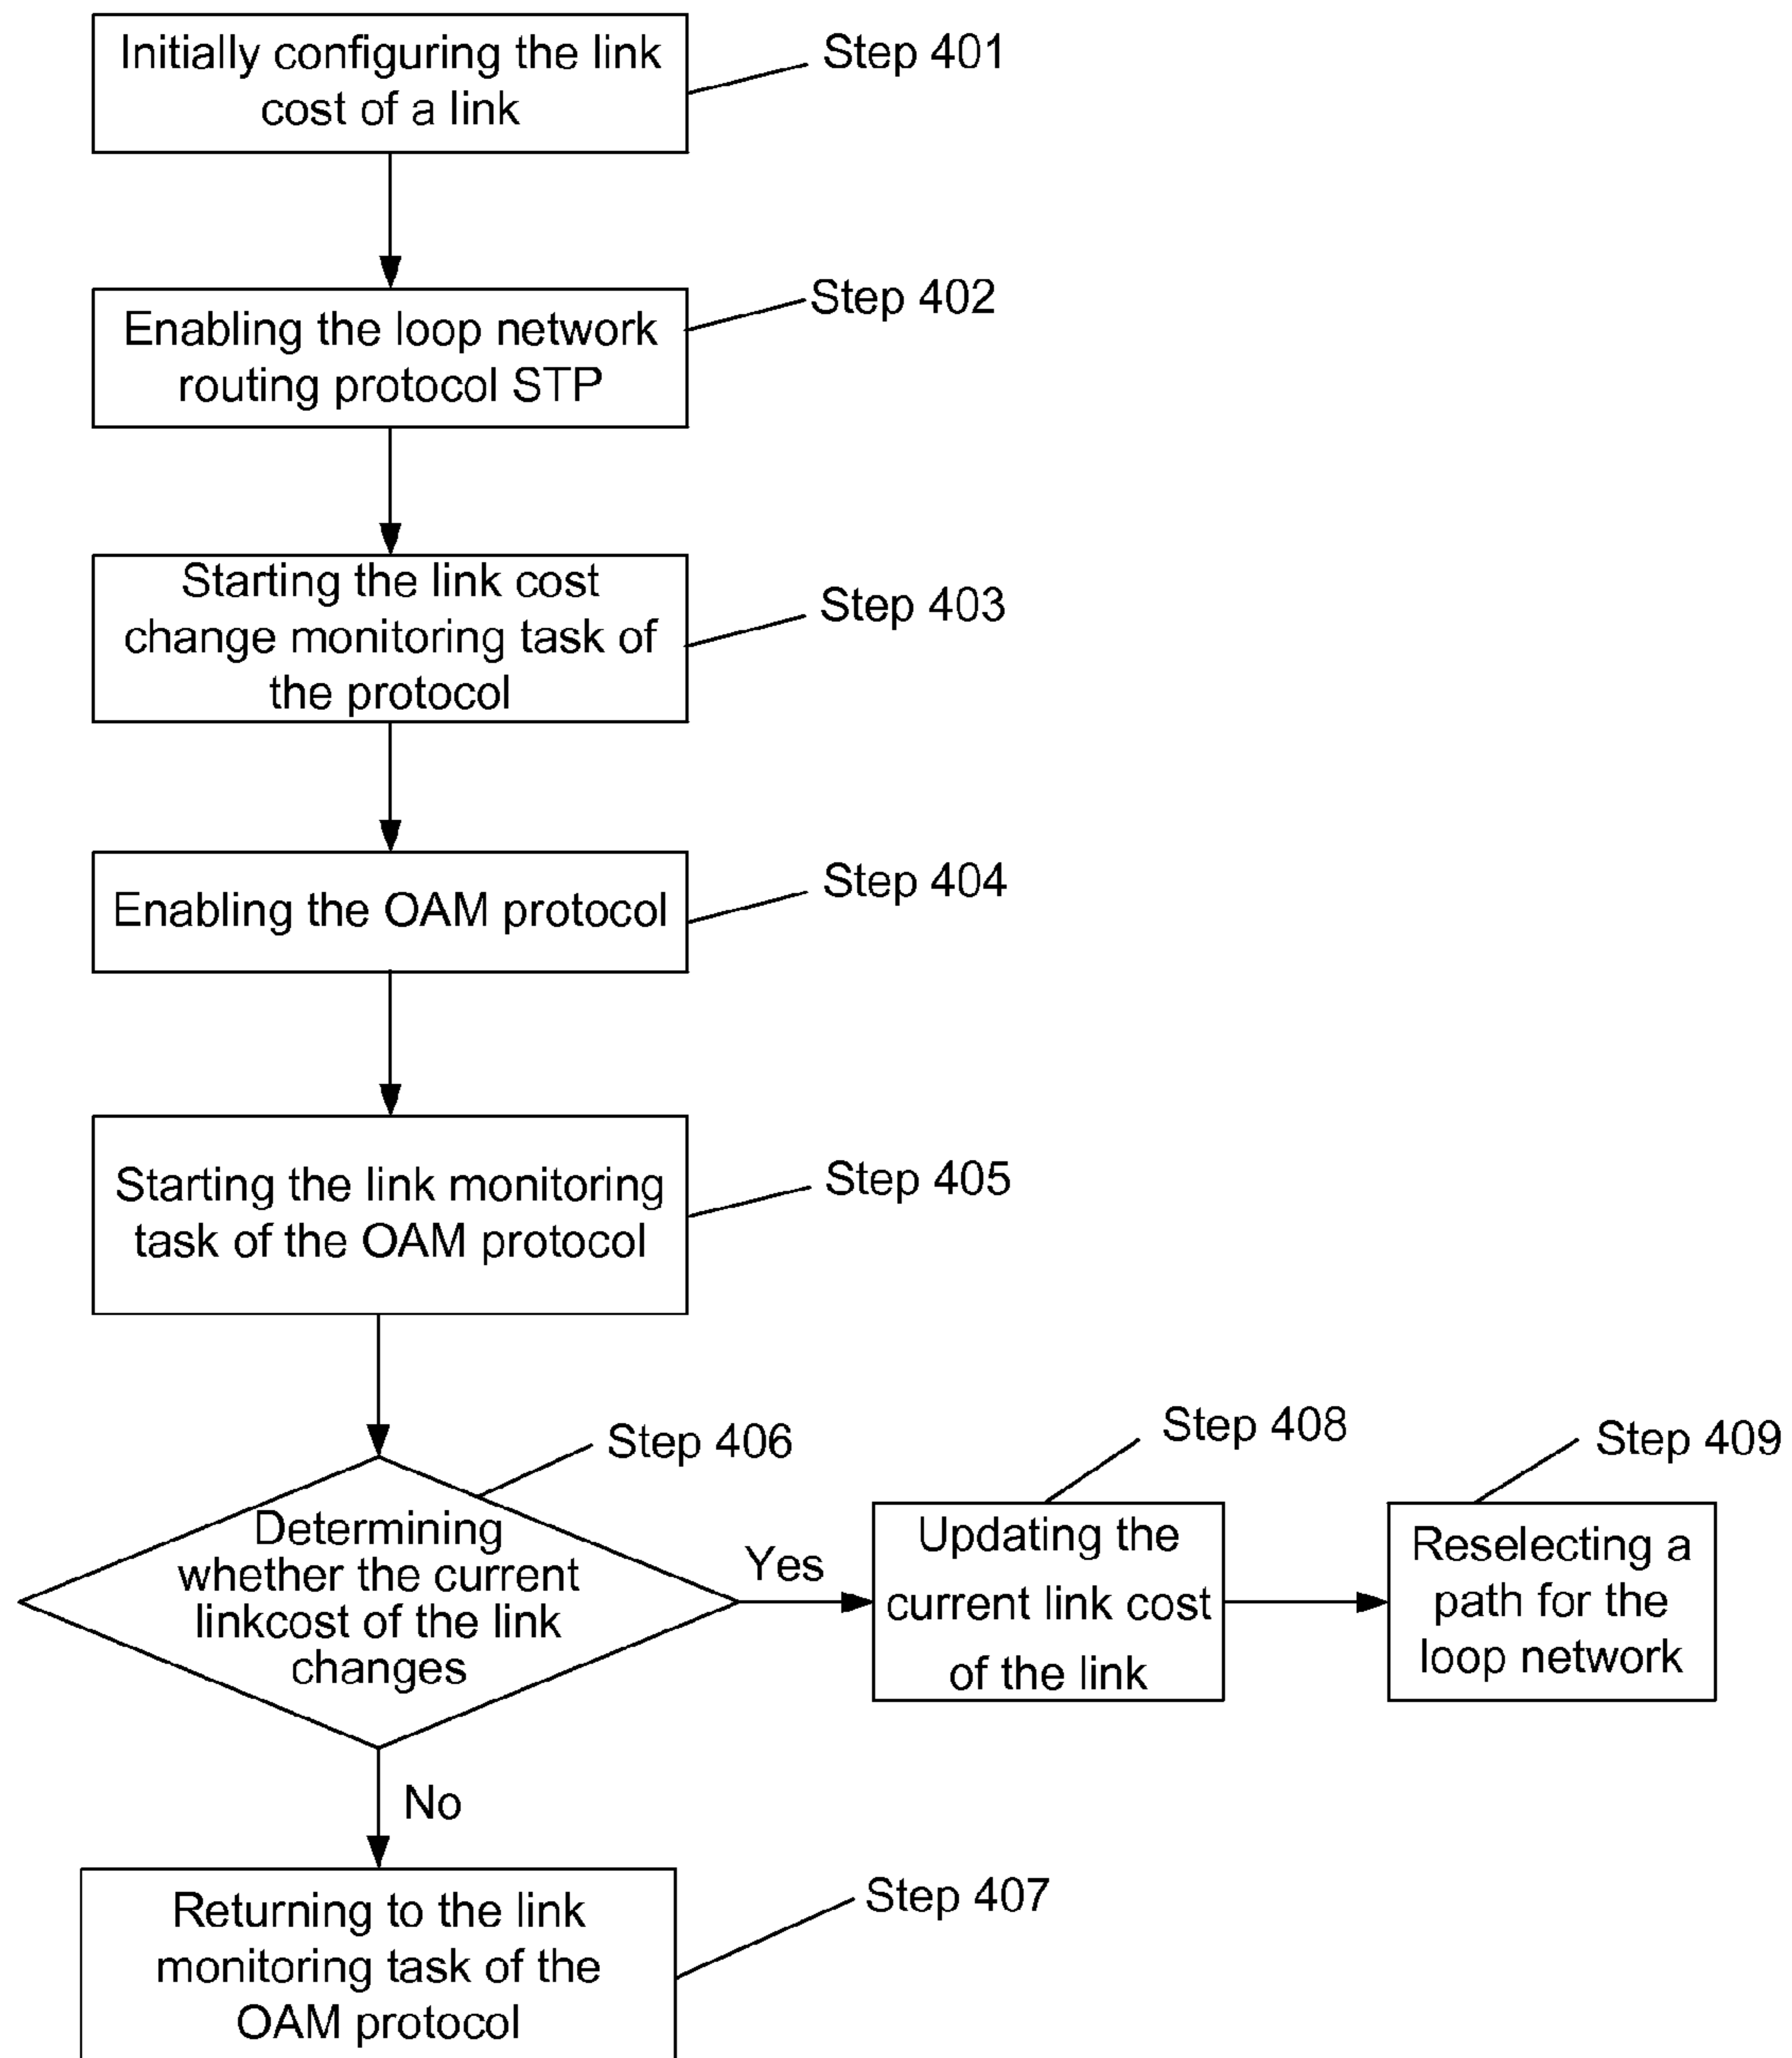 Initially configuring the link
cost of a link
Step 401
Enabling the loop network
routing protocol STP
Step 402
Starting the link cost
change monitoring task of
the protocol
Step 403
Enabling the OAM protocol
Step 404
Starting the link monitoring
task of the OAM protocol
Step 405
Determining
whether the current
linkcost of the link
changes
Step 406
Yes
Updating the
current link cost
of the link
Step 408
Reselecting a
path for the
loop network
Step 409
No
Returning to the link
monitoring task of the
OAM protocol
Step 407